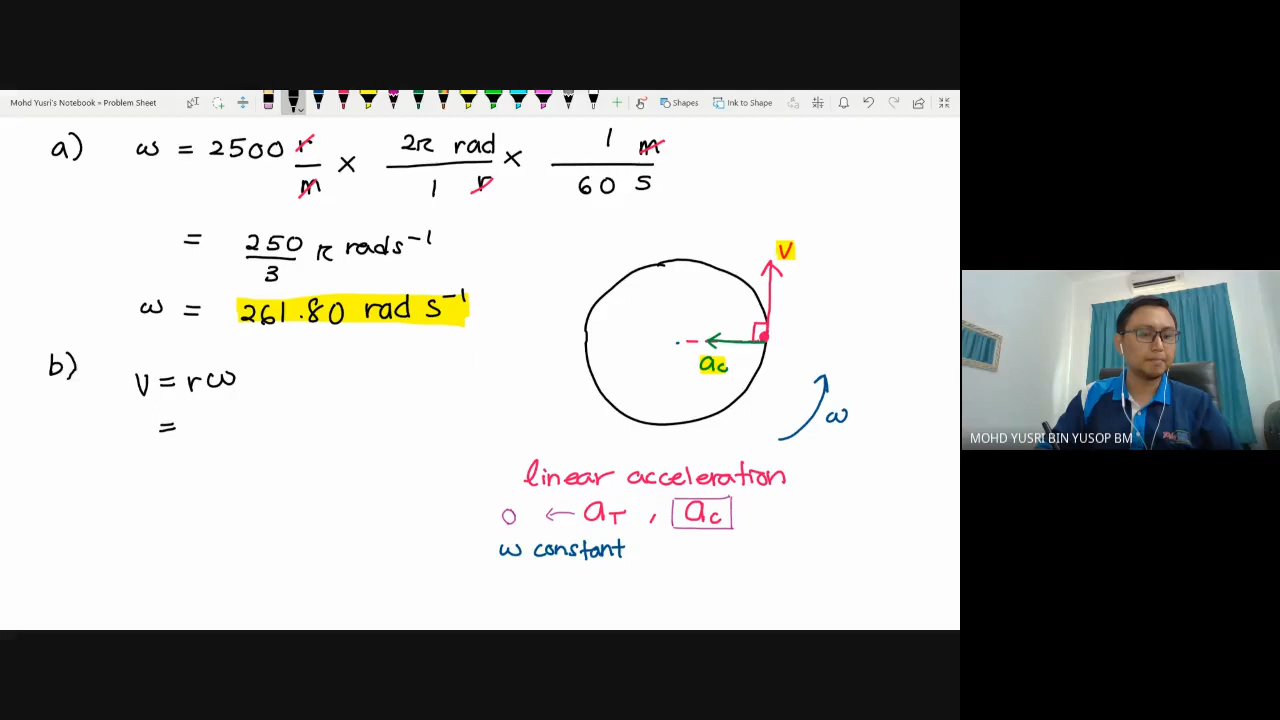 Mohd Yusri's Notebook » Problem Sheet
Shapes
Ink to Shape
a) ω = 2500 r/m × 2π rad/1 r × 1 m/60 s
= 250/3 π rads⁻¹
ω = 261.80 rad s⁻¹
b) v = rω
=
v
ac
ω
linear acceleration
0 ← aT , ac
ω constant
MOHD YUSRI BIN YUSOP BM